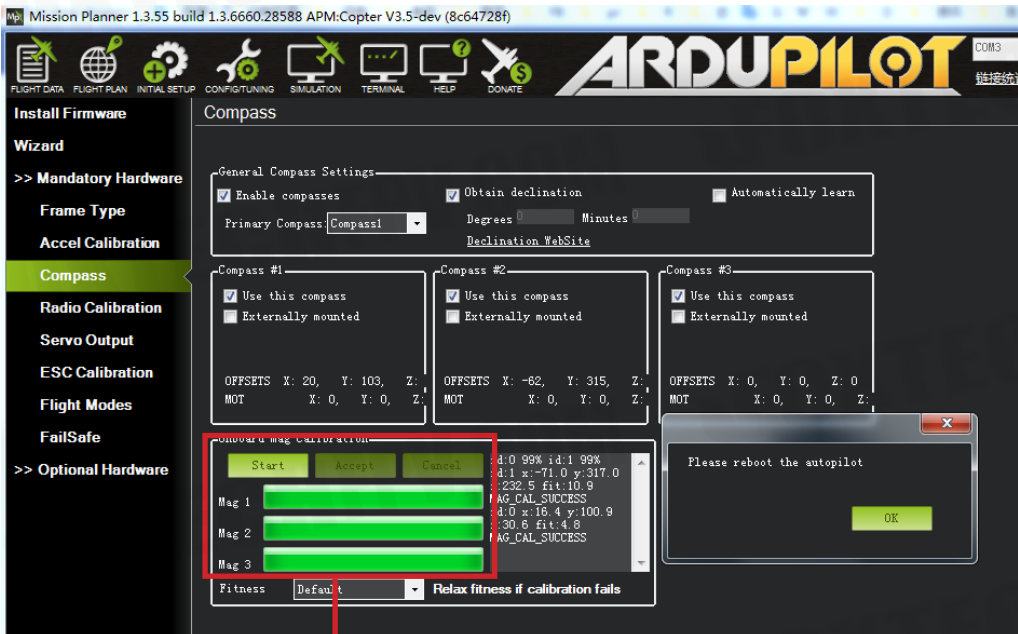 Mission Planner 1.3.55 build 1.3.6660.28588 APM:Copter V3.5-dev (8c64728f)
FLIGHT DATA FLIGHT PLAN INITIAL SETUP CONFIG/TUNING SIMULATION TERMINAL HELP DONATE
ARDUPILOT
COM3
链接统
Install Firmware
Wizard
>> Mandatory Hardware
Frame Type
Accel Calibration
Compass
Radio Calibration
Servo Output
ESC Calibration
Flight Modes
FailSafe
>> Optional Hardware
Compass
General Compass Settings
Enable compasses
Obtain declination
Automatically learn
Primary Compass: Compass1
Degrees 0 Minutes 0
Declination WebSite
Compass #1
Use this compass
Externally mounted
OFFSETS X: 20, Y: 103, Z:
MOT X: 0, Y: 0, Z:
Compass #2
Use this compass
Externally mounted
OFFSETS X: -62, Y: 315, Z:
MOT X: 0, Y: 0, Z:
Compass #3
Use this compass
Externally mounted
OFFSETS X: 0, Y: 0, Z: 0
MOT X: 0, Y: 0, Z:
Onboard Mag Calibration
Start Accept Cancel
Mag 1
Mag 2
Mag 3
id:0 99% id:1 99%
id:1 x:-71.0 y:317.0
:232.5 fit:10.9
MAG_CAL_SUCCESS
id:0 x:16.4 y:100.9
:30.6 fit:4.8
MAG_CAL_SUCCESS
Fitness Default Relax fitness if calibration fails
Please reboot the autopilot
OK